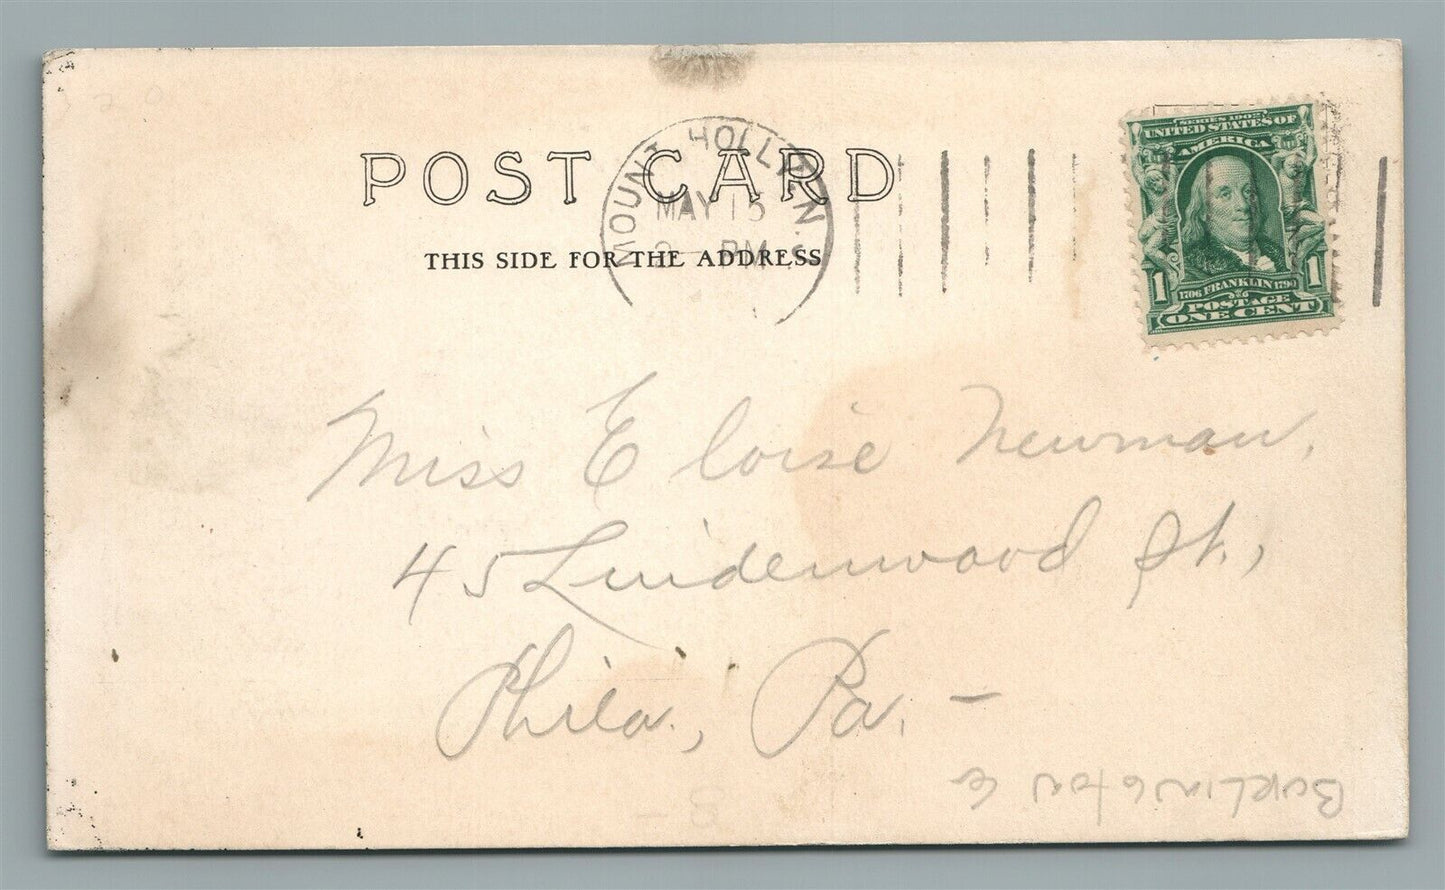 POST CARD
THIS SIDE FOR THE ADDRESS
MOUNT HOLLY, N.
MAY 15
PM
SERIES 1902
UNITED STATES OF
AMERICA
1 1
1706 FRANKLIN 1790
POSTAGE
ONE CENT
Miss Eloise Newman,
45 Lindenwood St.,
Phila., Pa. -
Burlington Co